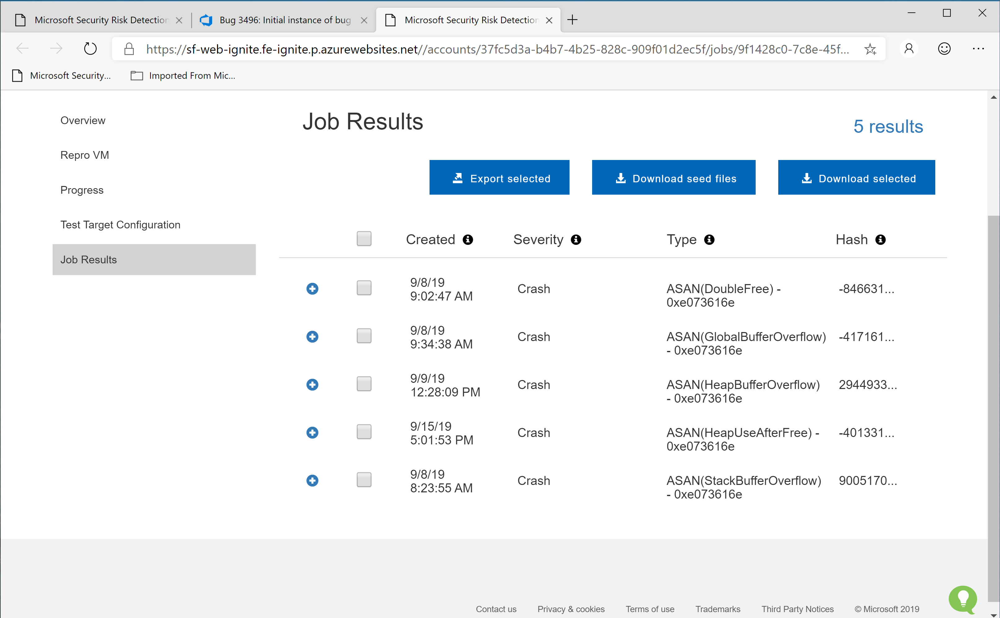 Microsoft Security Risk Detection
Bug 3496: Initial instance of bug
Microsoft Security Risk Detection
https://sf-web-ignite.fe-ignite.p.azurewebsites.net//accounts/37fc5d3a-b4b7-4b25-828c-909f01d2ec5f/jobs/9f1428c0-7c8e-45f...
Microsoft Security...
Imported From Mic...
Overview
Repro VM
Progress
Test Target Configuration
Job Results
Job Results
5 results
Export selected
Download seed files
Download selected
Created Severity Type Hash
9/8/19
9:02:47 AM
Crash
ASAN(DoubleFree) -
0xe073616e
-846631...
9/8/19
9:34:38 AM
Crash
ASAN(GlobalBufferOverflow)
- 0xe073616e
-417161...
9/9/19
12:28:09 PM
Crash
ASAN(HeapBufferOverflow)
- 0xe073616e
2944933...
9/15/19
5:01:53 PM
Crash
ASAN(HeapUseAfterFree) -
0xe073616e
-401331...
9/8/19
8:23:55 AM
Crash
ASAN(StackBufferOverflow)
- 0xe073616e
9005170...
Contact us Privacy & cookies Terms of use Trademarks Third Party Notices © Microsoft 2019